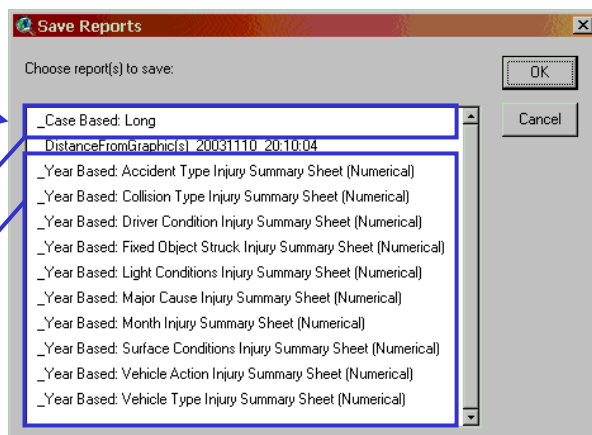 Save Reports
Choose report(s) to save:
OK
Cancel
_Case Based: Long
_DistanceFromGraphic(s)_20031110_20:10:04
_Year Based: Accident Type Injury Summary Sheet (Numerical)
_Year Based: Collision Type Injury Summary Sheet (Numerical)
_Year Based: Driver Condition Injury Summary Sheet (Numerical)
_Year Based: Fixed Object Struck Injury Summary Sheet (Numerical)
_Year Based: Light Conditions Injury Summary Sheet (Numerical)
_Year Based: Major Cause Injury Summary Sheet (Numerical)
_Year Based: Month Injury Summary Sheet (Numerical)
_Year Based: Surface Conditions Injury Summary Sheet (Numerical)
_Year Based: Vehicle Action Injury Summary Sheet (Numerical)
_Year Based: Vehicle Type Injury Summary Sheet (Numerical)